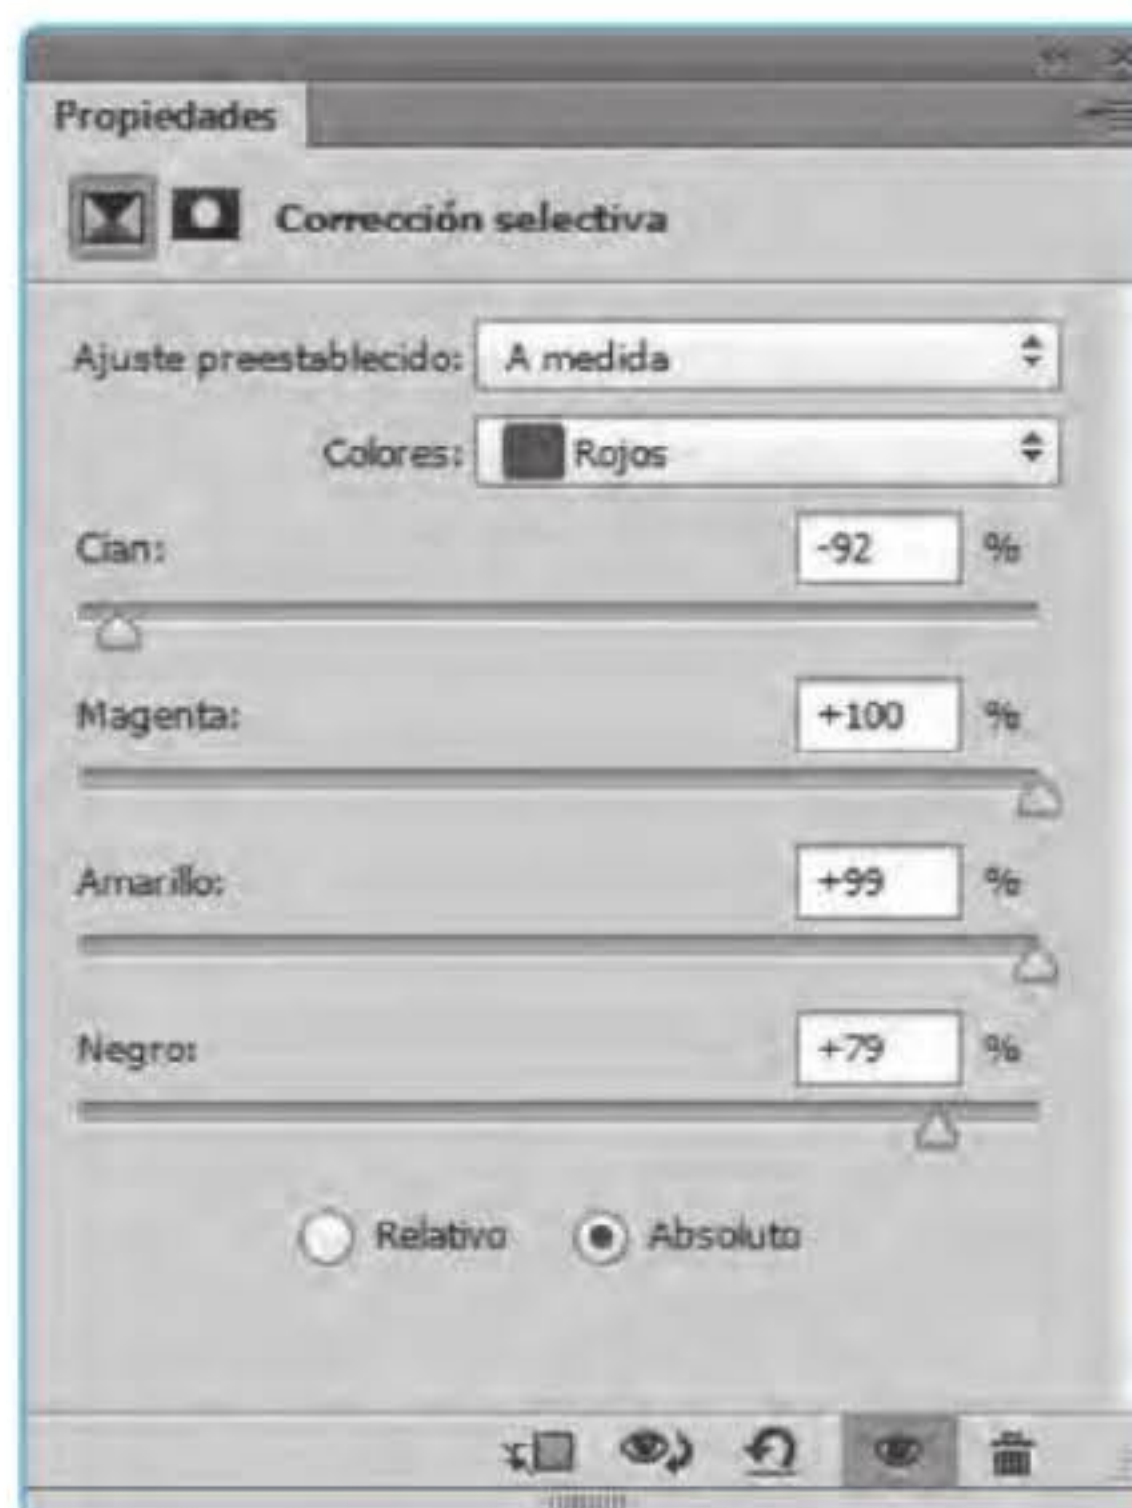 Propiedades
Corrección selectiva
Ajuste preestablecido: A medida
Colores: Rojos
Cian: -92 %
Magenta: +100 %
Amarillo: +99 %
Negro: +79 %
Relativo Absoluto